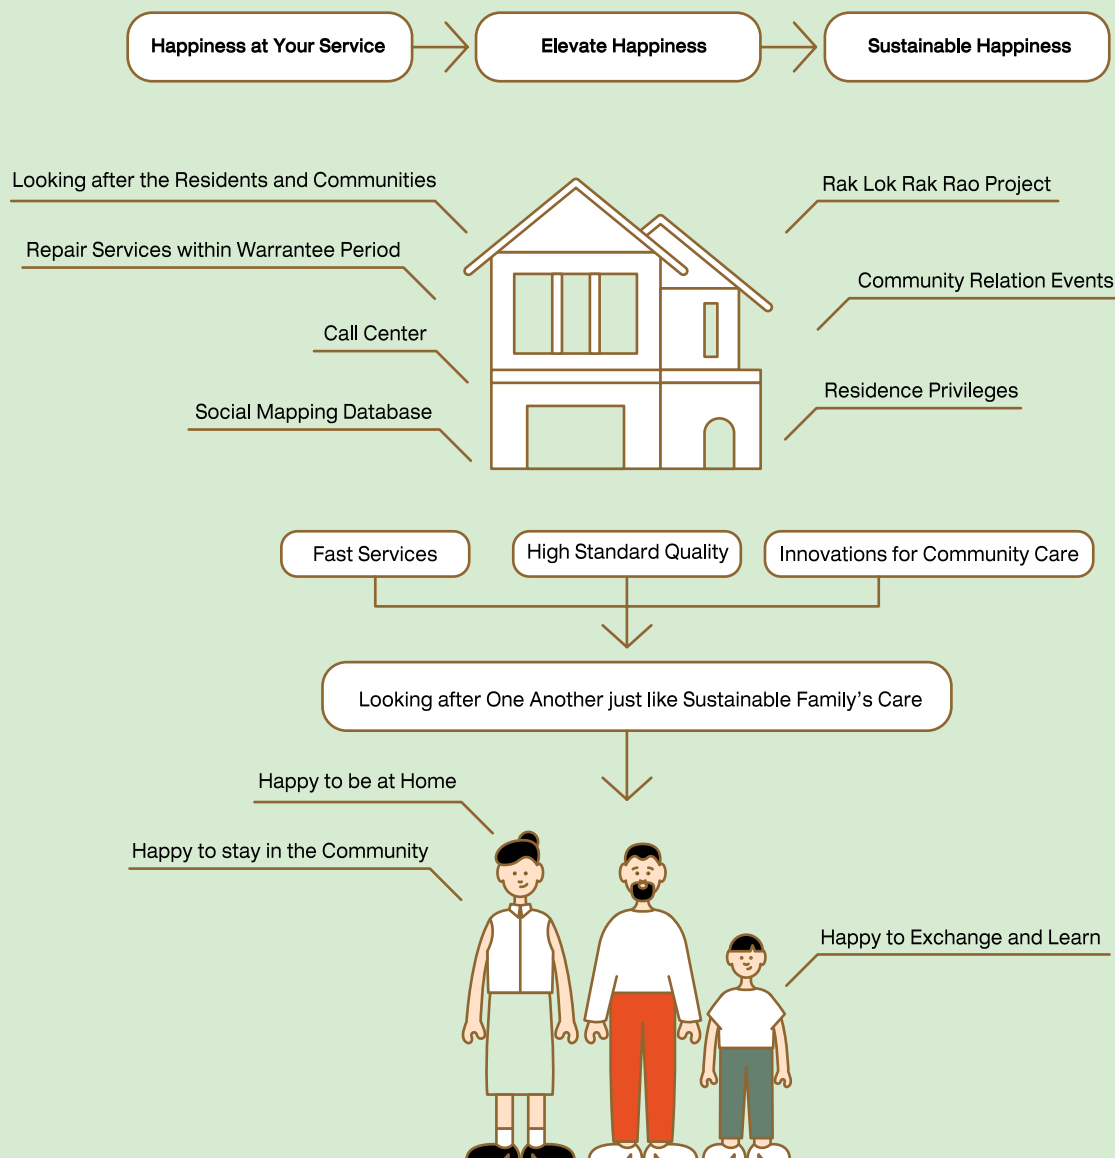 Happiness at Your Service
Elevate Happiness
Sustainable Happiness
Looking after the Residents and Communities
Repair Services within Warrantee Period
Call Center
Social Mapping Database
Rak Lok Rak Rao Project
Community Relation Events
Residence Privileges
Fast Services
High Standard Quality
Innovations for Community Care
Looking after One Another just like Sustainable Family’s Care
Happy to be at Home
Happy to stay in the Community
Happy to Exchange and Learn